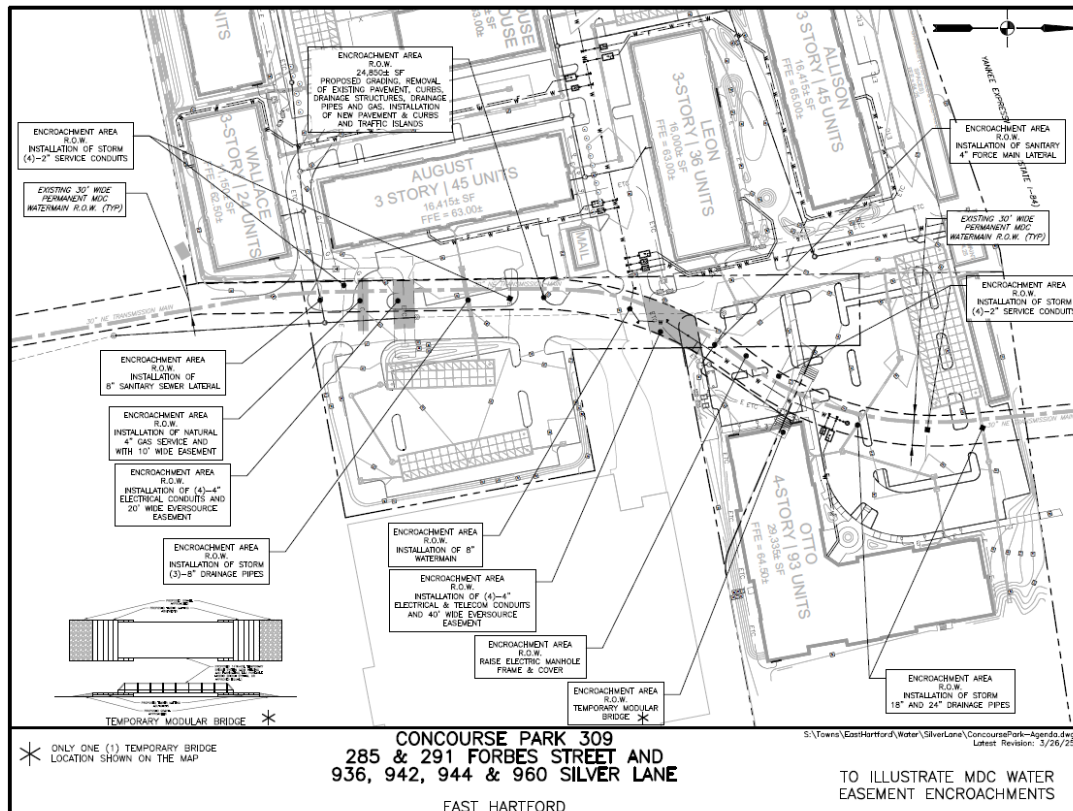 ENCROACHMENT AREA
R.O.W.
24,850± SF
PROPOSED GRADING, REMOVAL
OF EXISTING PAVEMENT, CURBS,
DRAINAGE STRUCTURES, DRAINAGE
PIPES AND GAS. INSTALLATION
OF NEW PAVEMENT & CURBS
AND TRAFFIC ISLANDS
ENCROACHMENT AREA
R.O.W.
INSTALLATION OF STORM
(4)-2" SERVICE CONDUITS
EXISTING 30' WIDE
PERMANENT MDC
WATERMAIN R.O.W. (TYP)
WALLACE
3-STORY | 24 UNITS
AUGUST
3 STORY | 45 UNITS
16,415± SF
FFE = 63.00±
LEON
3-STORY | 36 UNITS
16,000± SF
FFE = 63.00±
ALLISON
3 STORY | 45 UNITS
16,415± SF
FFE = 65.00±
MAIL
ENCROACHMENT AREA
R.O.W.
INSTALLATION OF SANITARY
4" FORCE MAIN LATERAL
EXISTING 30' WIDE
PERMANENT MDC
WATERMAIN R.O.W. (TYP)
ENCROACHMENT AREA
R.O.W.
INSTALLATION OF STORM
(4)-2" SERVICE CONDUITS
30" NE TRANSMISSION MAIN
30" NE TRANSMISSION MAIN
ENCROACHMENT AREA
R.O.W.
INSTALLATION OF
8" SANITARY SEWER LATERAL
ENCROACHMENT AREA
R.O.W.
INSTALLATION OF NATURAL
4" GAS SERVICE AND
WITH 10' WIDE EASEMENT
ENCROACHMENT AREA
R.O.W.
INSTALLATION OF (4)-4"
ELECTRICAL CONDUITS AND
20' WIDE EVERSOURCE
EASEMENT
ENCROACHMENT AREA
R.O.W.
INSTALLATION OF STORM
(3)-8" DRAINAGE PIPES
ENCROACHMENT AREA
R.O.W.
INSTALLATION OF 8"
WATERMAIN
ENCROACHMENT AREA
R.O.W.
INSTALLATION OF (4)-4"
ELECTRICAL & TELECOM CONDUITS
AND 40' WIDE EVERSOURCE
EASEMENT
ENCROACHMENT AREA
R.O.W.
RAISE ELECTRIC MANHOLE
FRAME & COVER
ENCROACHMENT AREA
R.O.W.
TEMPORARY MODULAR
BRIDGE *
OTTO
4-STORY | 93 UNITS
29,335± SF
FFE = 64.50±
ENCROACHMENT AREA
R.O.W.
INSTALLATION OF STORM
18" AND 24" DRAINAGE PIPES
TEMPORARY MODULAR BRIDGE *
* ONLY ONE (1) TEMPORARY BRIDGE
LOCATION SHOWN ON THE MAP
CONCOURSE PARK 309
285 & 291 FORBES STREET AND
936, 942, 944 & 960 SILVER LANE
EAST HARTFORD
S:\Towns\EastHartford\Water\SilverLane\ConcoursePark-Agenda.dwg
Latest Revision: 3/26/25
TO ILLUSTRATE MDC WATER
EASEMENT ENCROACHMENTS